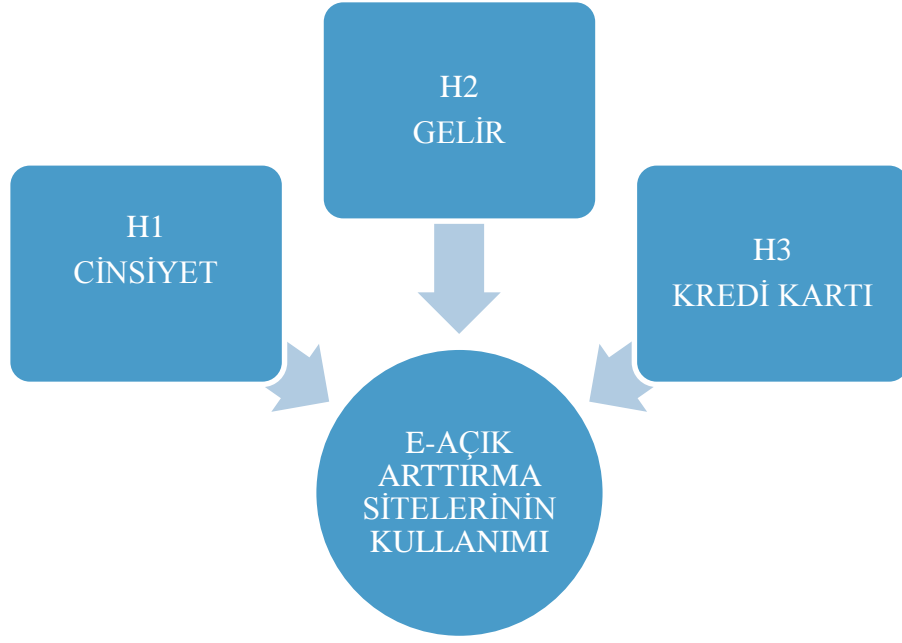 H2
GELİR
H1
CİNSİYET
H3
KREDİ KARTI
E-AÇIK
ARTTIRMA
SİTELERİNİN
KULLANIMI